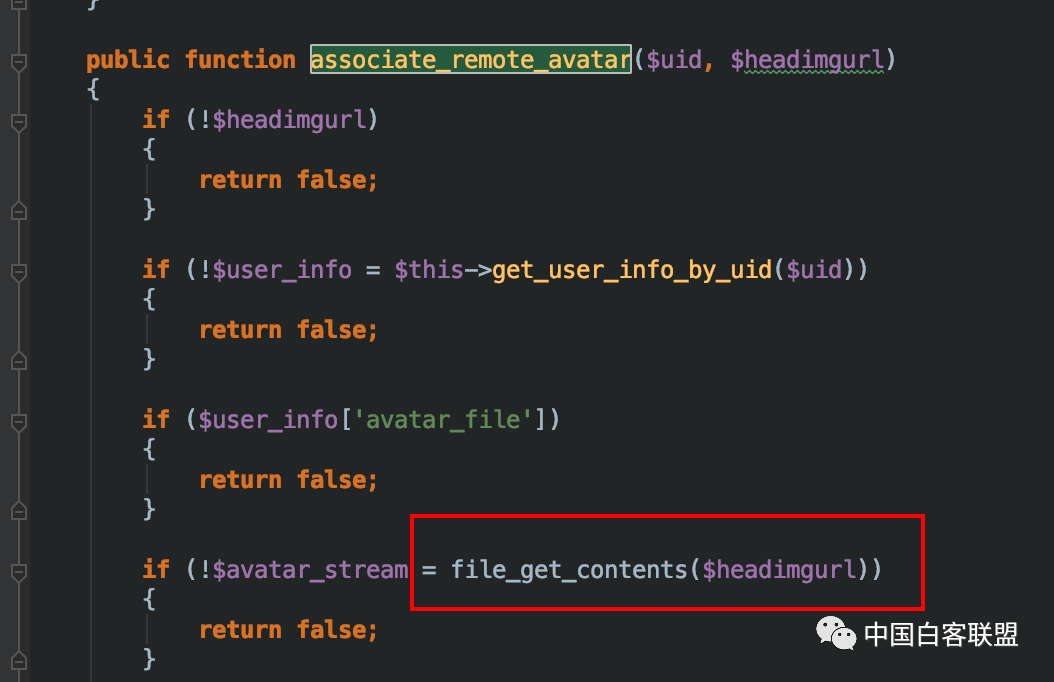 }
public function associate_remote_avatar($uid, $headimgurl)
{
if (!$headimgurl)
{
return false;
}
if (!$user_info = $this->get_user_info_by_uid($uid))
{
return false;
}
if ($user_info['avatar_file'])
{
return false;
}
if (!$avatar_stream = file_get_contents($headimgurl))
{
return false;
}
中国白客联盟